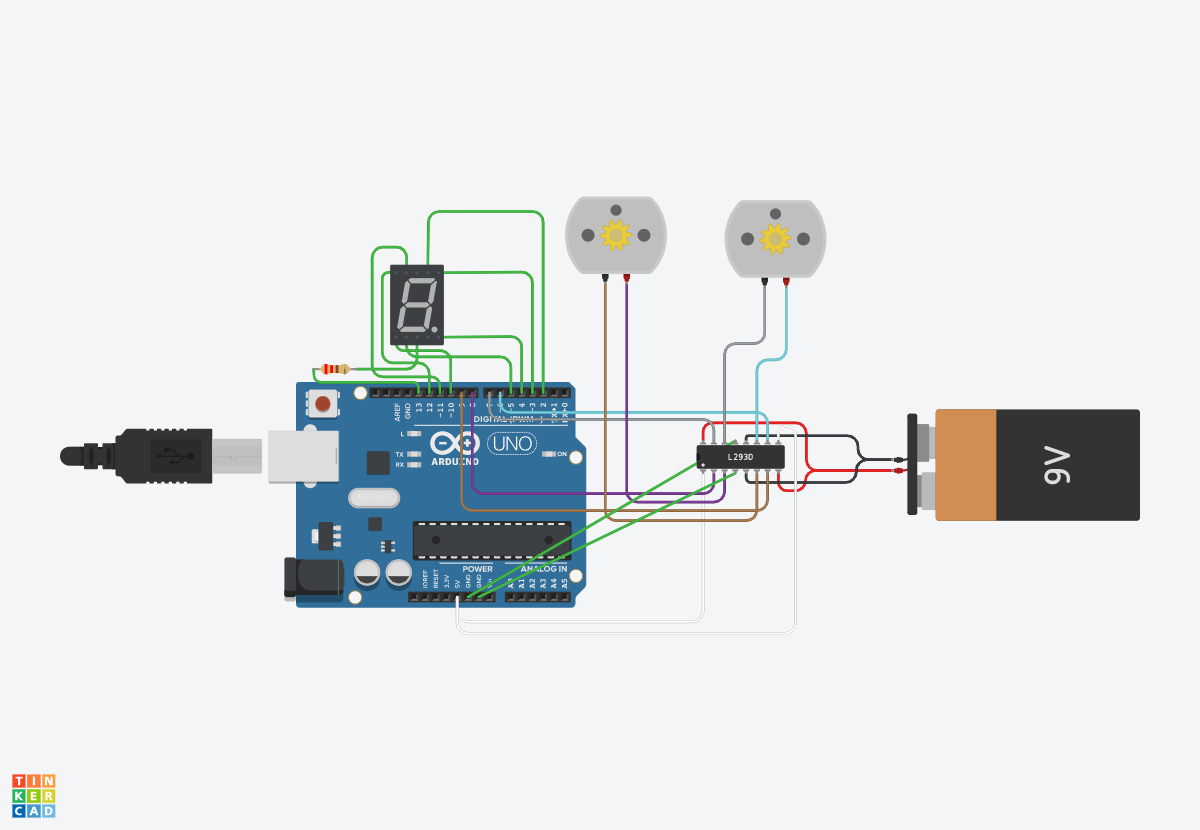 AREF
GND
13
12
~11
~10
5
4
~3
2
TX→1
RX←0
DIGITAL (PWM ~)
L
TX
RX
ARDUINO
UNO
ON
L293D
9V
IOREF
RESET
3.3V
5V
GND
GND
POWER
ANALOG IN
A1
A2
A3
A4
A5
TIN
KER
CAD